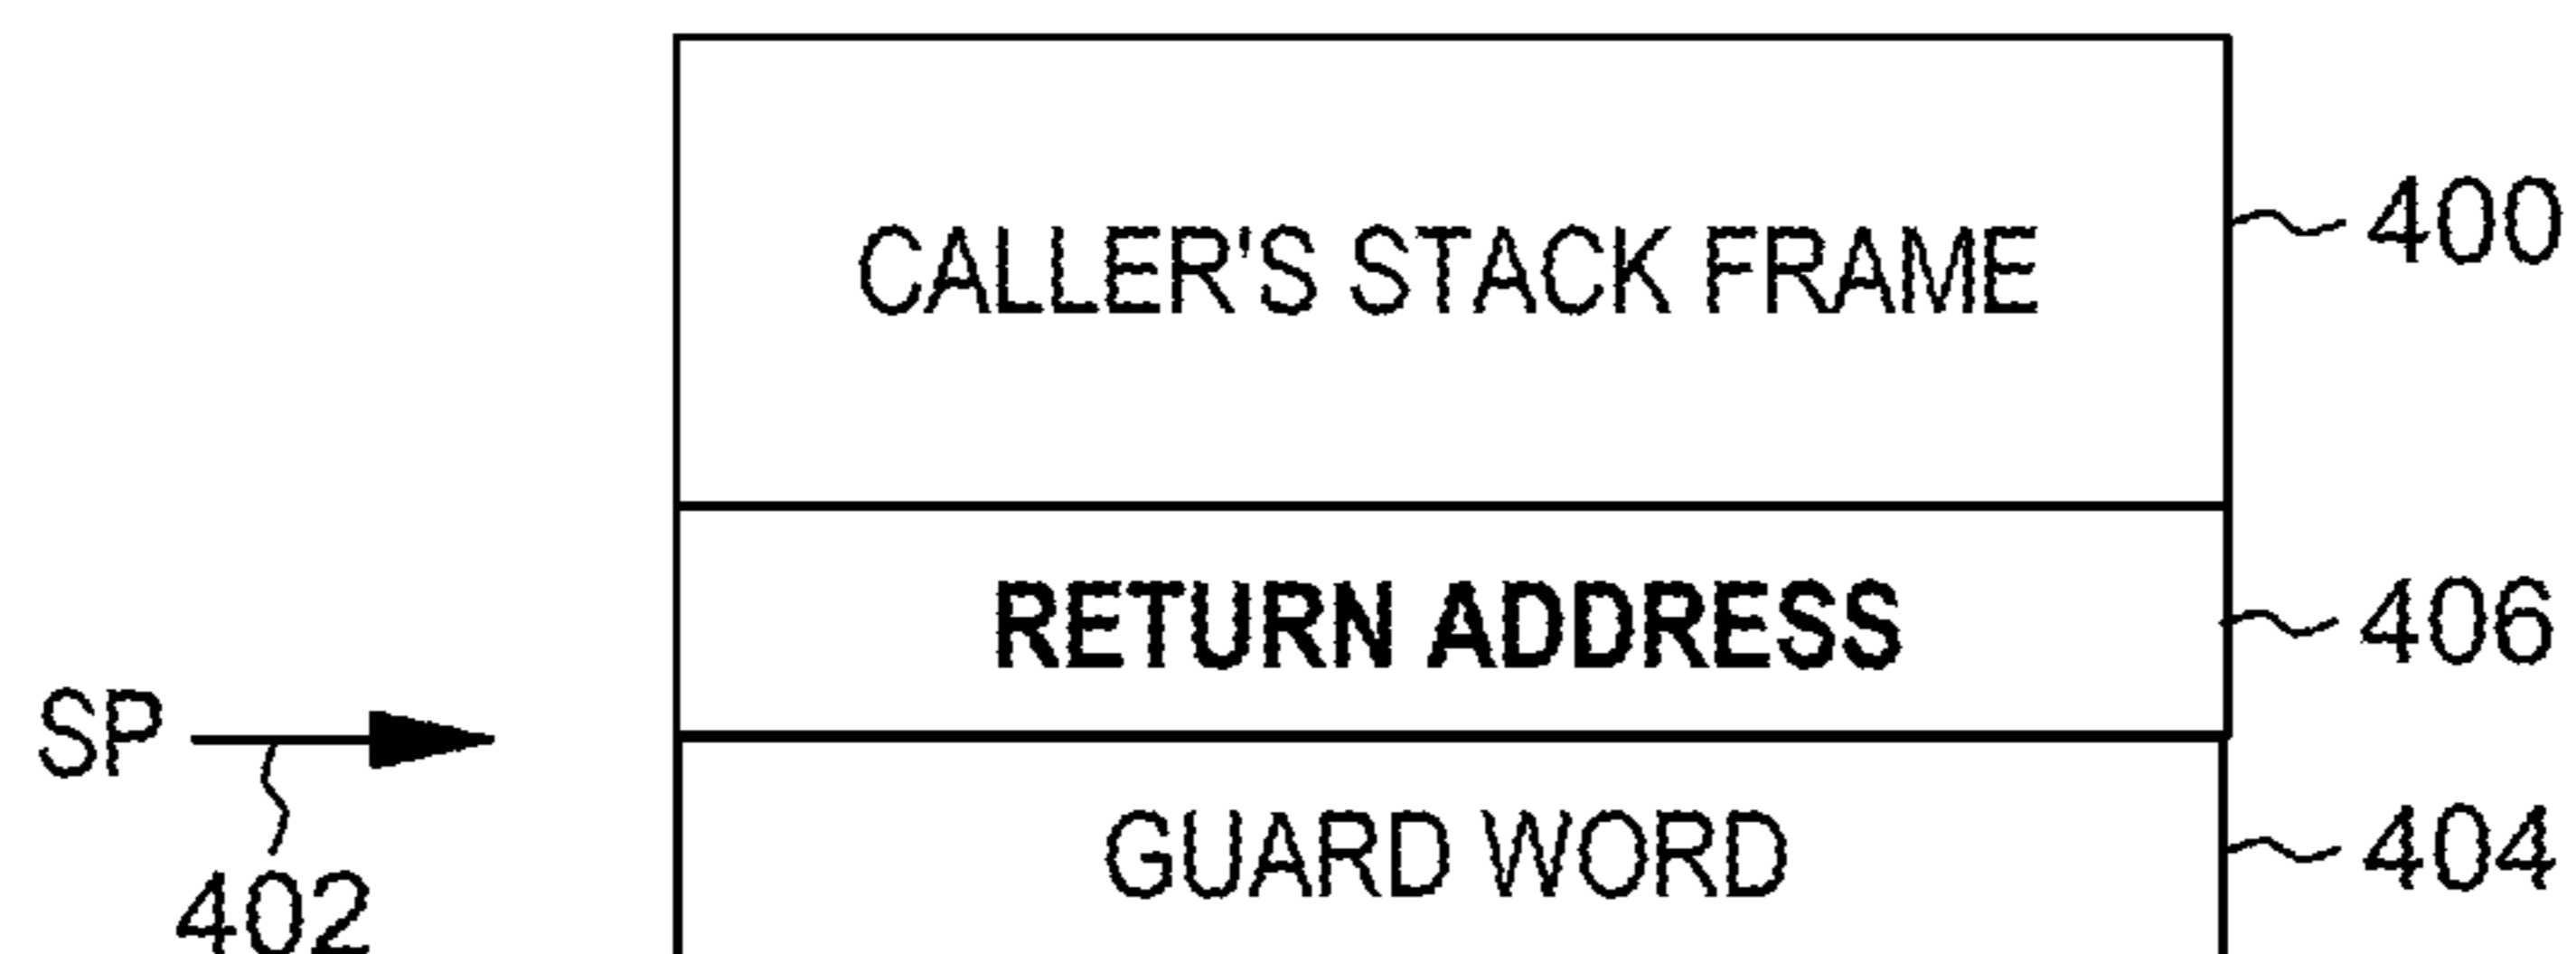 CALLER'S STACK FRAME
400
RETURN ADDRESS
406
SP
402
GUARD WORD
404